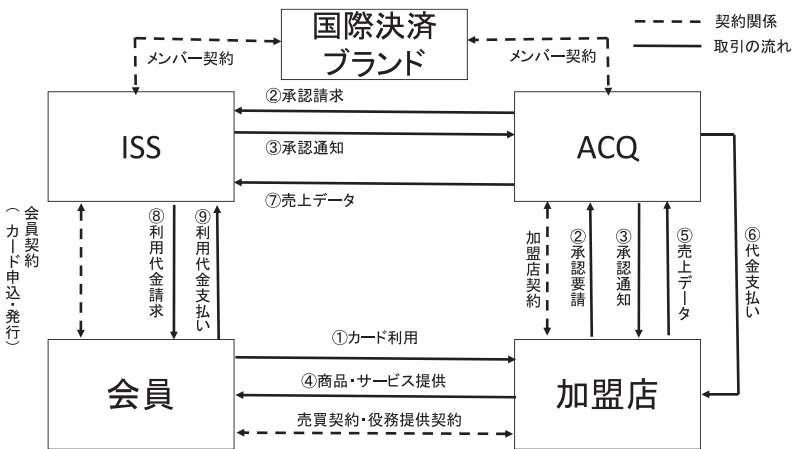 国際決済
ブランド
契約関係
取引の流れ
メンバー契約
メンバー契約
ISS
ACQ
②承認請求
③承認通知
⑦売上データ
会員契約
（カード申込・発行）
⑧利用代金請求
⑨利用代金支払い
加盟店契約
②承認要請
③承認通知
⑤売上データ
⑥代金支払い
①カード利用
④商品・サービス提供
売買契約・役務提供契約
会員
加盟店